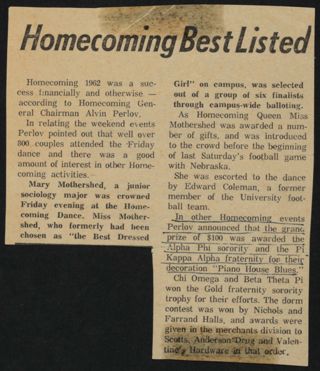 Homecoming Best Listed
Homecoming 1962 was a suc-
cess financially and otherwise —
according to Homecoming Gen-
eral Chairman Alvin Perlov.
In relating the weekend events
Perlov pointed out that well over
800 couples attended the Friday
dance and there was a good
amount of interest in other Home-
coming activities.
Mary Mothershed, a junior
sociology major was crowned
Friday evening at the Home-
coming Dance. Miss Mother-
shed, who formerly had been
chosen as "the Best Dressed
Girl" on campus, was selected
out of a group of six finalists
through campus-wide balloting.
As Homecoming Queen Miss
Mothershed was awarded a num-
ber of gifts, and was introduced
to the crowd before the beginning
of last Saturday's football game
with Nebraska.
She was escorted to the dance
by Edward Coleman, a former
member of the University foot-
ball team.
In other Homecoming events
Perlov announced that the grand
prize of $100 was awarded the
Alpha Phi sorority and the Pi
Kappa Alpha fraternity for their
decoration "Piano House Blues."
Chi Omega and Beta Theta Pi
won the Gold fraternity sorority
trophy for their efforts. The dorm
contest was won by Nichols and
Farrand Halls, and awards were
given in the merchants division to
Scotts, Anderson Drug and Valen-
tine's Hardware in that order.